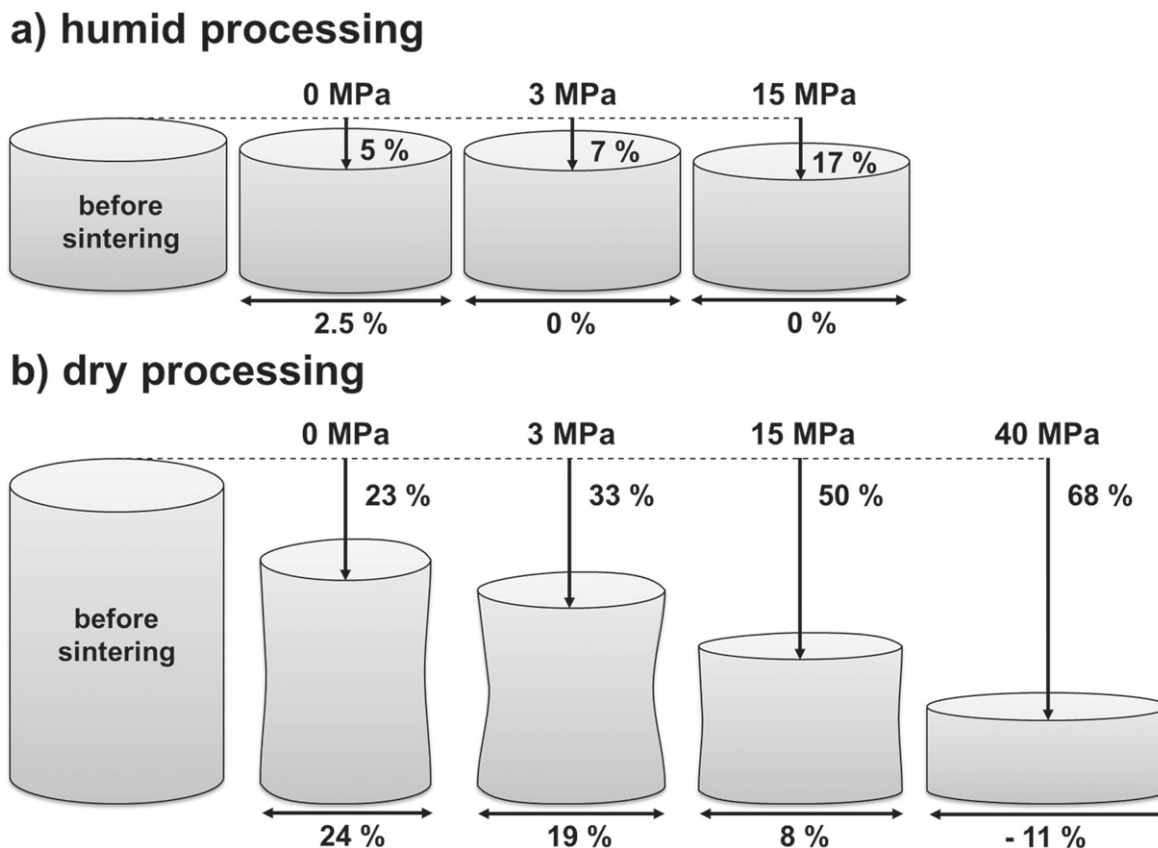 a) humid processing
0 MPa 3 MPa 15 MPa
5 % 7 % 17 %
before
sintering
2.5 % 0 % 0 %
b) dry processing
0 MPa 3 MPa 15 MPa 40 MPa
23 % 33 % 50 % 68 %
before
sintering
24 % 19 % 8 % - 11 %